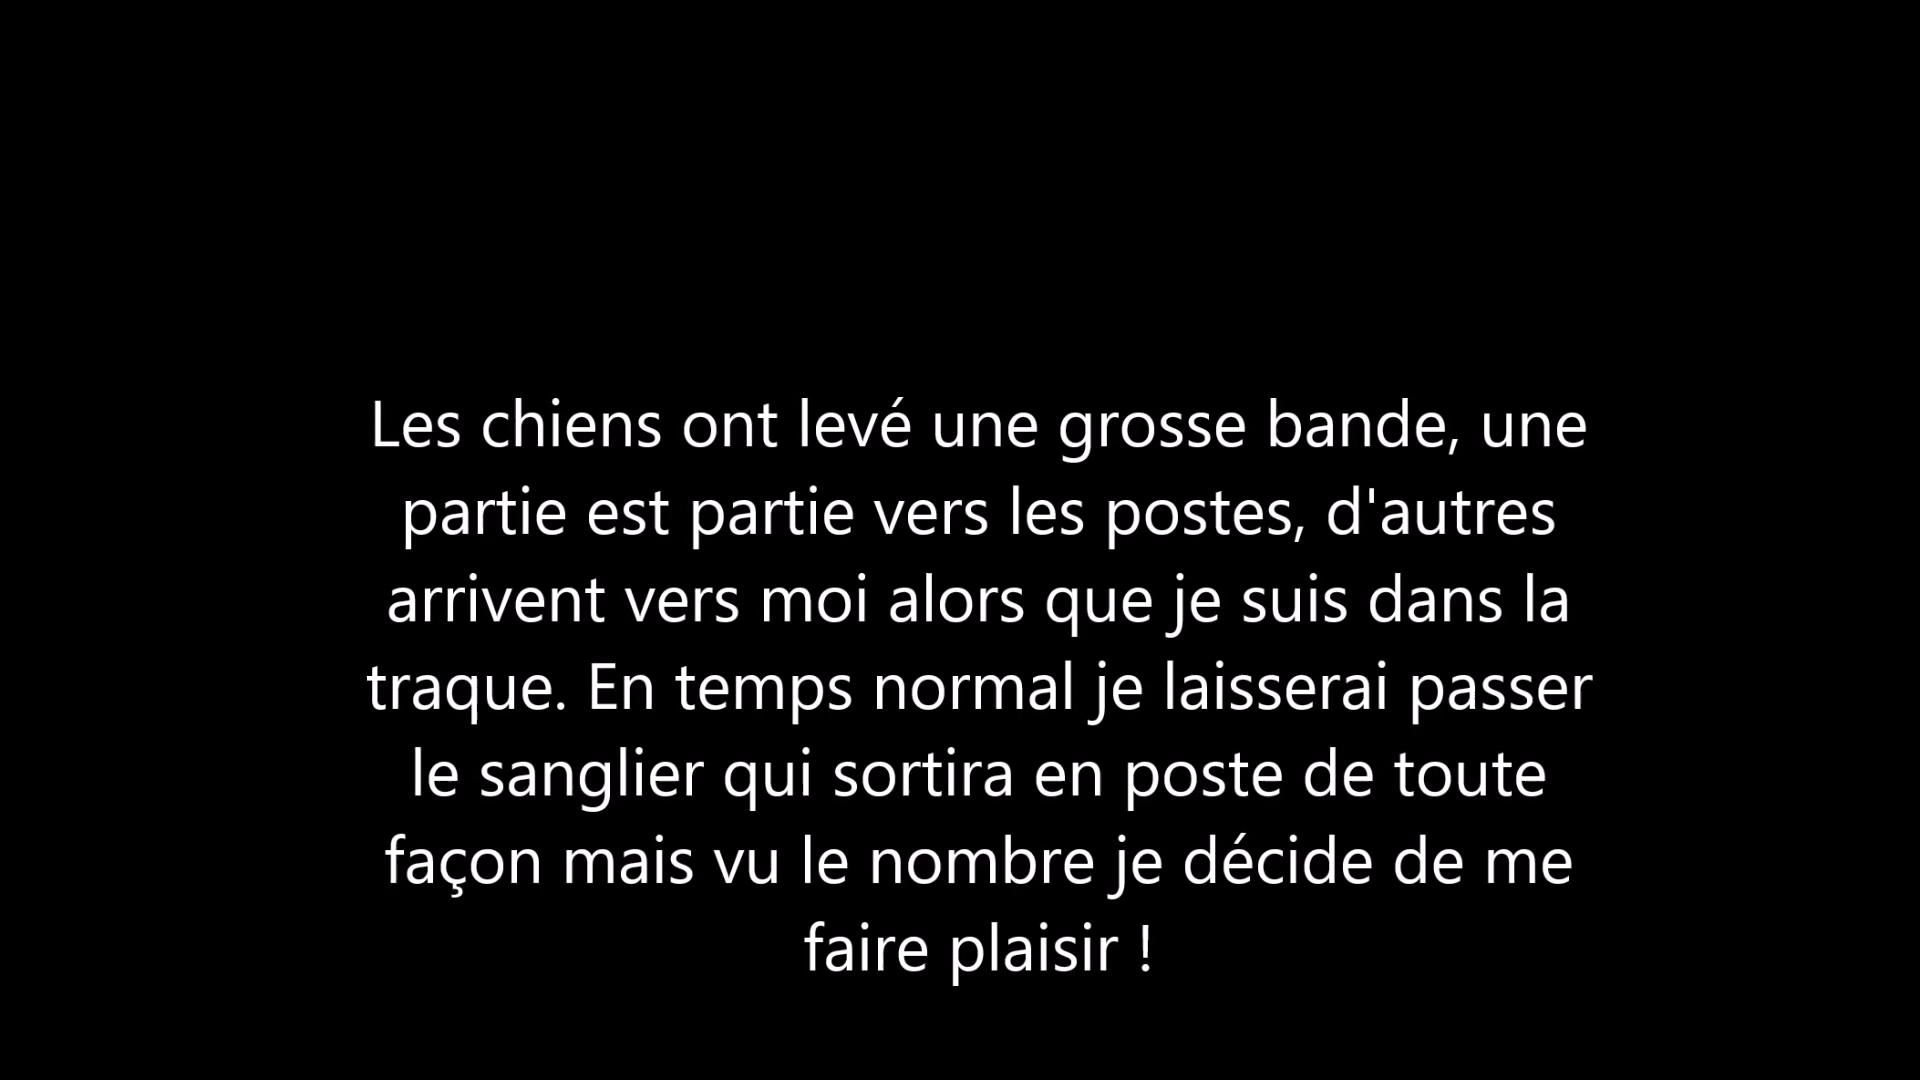 Les chiens ont levé une grosse bande, une
partie est partie vers les postes, d'autres
arrivent vers moi alors que je suis dans la
traque. En temps normal je laisserai passer
le sanglier qui sortira en poste de toute
façon mais vu le nombre je décide de me
faire plaisir !